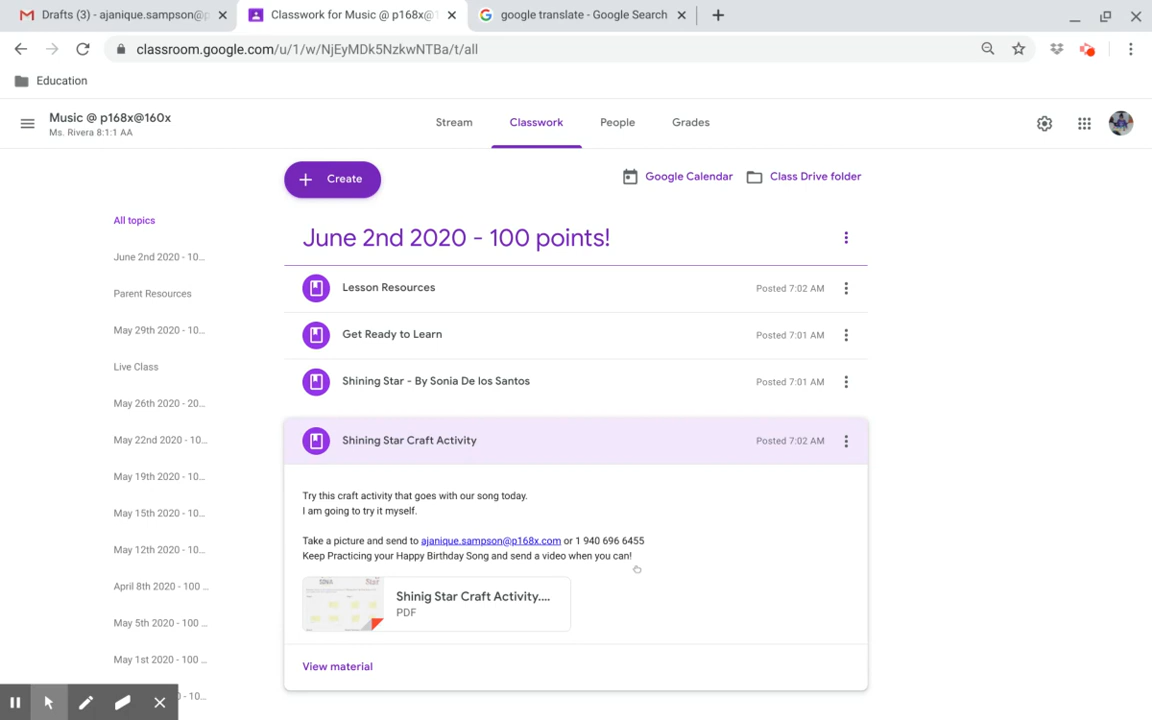 Drafts (3) - ajanique.sampson@p
Classwork for Music @ p168x@1
google translate - Google Search
classroom.google.com/u/1/w/NjEyMDk5NzkwNTBa/t/all
Education
Music @ p168x@160x
Ms. Rivera 8:1:1 AA
Stream
Classwork
People
Grades
Create
Google Calendar
Class Drive folder
All topics
June 2nd 2020 - 10...
Parent Resources
May 29th 2020 - 10...
Live Class
May 26th 2020 - 20...
May 22nd 2020 - 10...
May 19th 2020 - 10...
May 15th 2020 - 10...
May 12th 2020 - 10...
April 8th 2020 - 100 ...
May 5th 2020 - 100 ...
May 1st 2020 - 100 ...
- 10...
June 2nd 2020 - 100 points!
Lesson Resources
Posted 7:02 AM
Get Ready to Learn
Posted 7:01 AM
Shining Star - By Sonia De los Santos
Posted 7:01 AM
Shining Star Craft Activity
Posted 7:02 AM
Try this craft activity that goes with our song today.
I am going to try it myself.
Take a picture and send to ajanique.sampson@p168x.com or 1 940 696 6455
Keep Practicing your Happy Birthday Song and send a video when you can!
Shinig Star Craft Activity....
PDF
View material